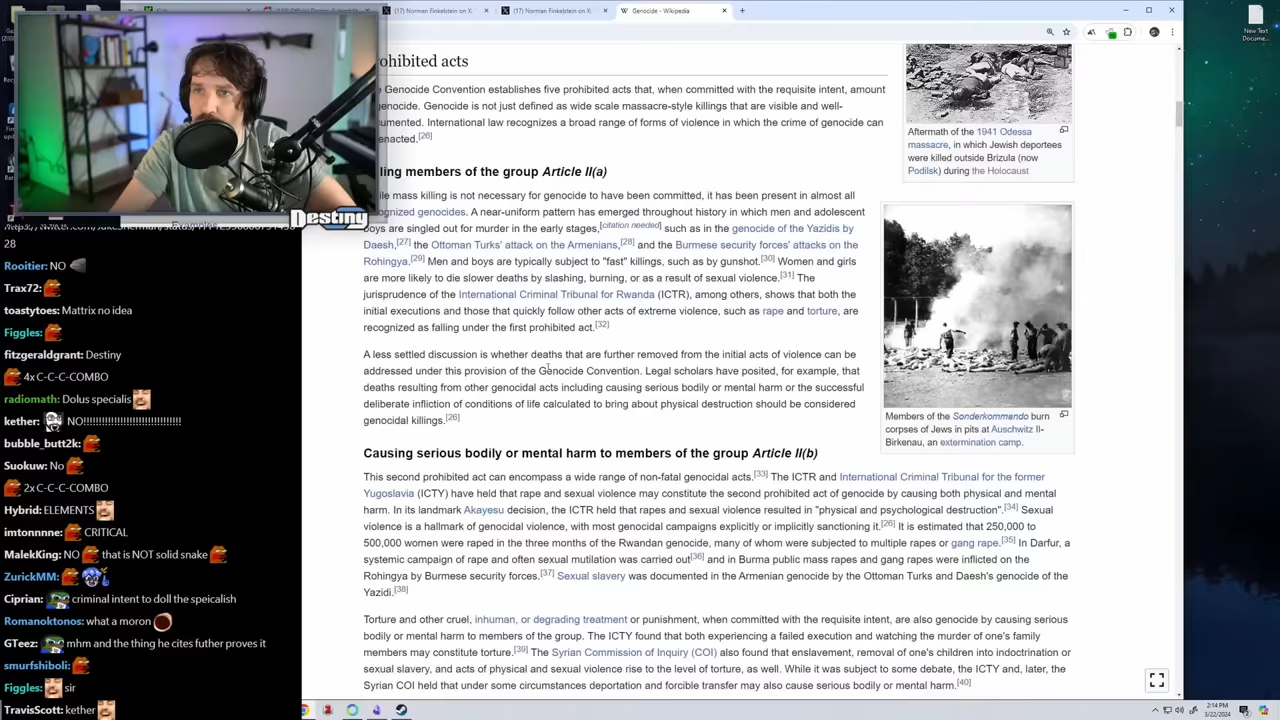 (17) Norman Finkelstein on
(17) Norman Finkelstein on
Genocide - Wikipedia
New Text
Docume...
Destiny
28
Rooitier: NO
Trax72:
toastytoes: Mattrix no idea
Figgles:
fitzgeraldgrant: Destiny
4x C-C-C-COMBO
radiomath: Dolus specialis
kether: NO!!!!!!!!!!!!!!!!!!!!!!!!!!!!!
bubble_butt2k:
Suokuw: No
2x C-C-C-COMBO
Hybrid: ELEMENTS
imtonnnne: CRITICAL
MalekKing: NO that is NOT solid snake
ZurickMM:
Ciprian: criminal intent to doll the speicalish
Romanoktonos: what a moron
GTeez: mhm and the thing he cites futher proves it
smurfshiboli:
Figgles: sir
TravisScott: kether
ohibited acts
Genocide Convention establishes five prohibited acts that, when committed with the requisite intent, amount
enocide. Genocide is not just defined as wide scale massacre-style killings that are visible and well-
umented. International law recognizes a broad range of forms of violence in which the crime of genocide can
enacted.[26]
ling members of the group Article II(a)
ile mass killing is not necessary for genocide to have been committed, it has been present in almost all
ognized genocides. A near-uniform pattern has emerged throughout history in which men and adolescent
boys are singled out for murder in the early stages,[citation needed] such as in the genocide of the Yazidis by
Daesh,[27] the Ottoman Turks' attack on the Armenians,[28] and the Burmese security forces' attacks on the
Rohingya.[29] Men and boys are typically subject to "fast" killings, such as by gunshot.[30] Women and girls
are more likely to die slower deaths by slashing, burning, or as a result of sexual violence.[31] The
jurisprudence of the International Criminal Tribunal for Rwanda (ICTR), among others, shows that both the
initial executions and those that quickly follow other acts of extreme violence, such as rape and torture, are
recognized as falling under the first prohibited act.[32]
A less settled discussion is whether deaths that are further removed from the initial acts of violence can be
addressed under this provision of the Genocide Convention. Legal scholars have posited, for example, that
deaths resulting from other genocidal acts including causing serious bodily or mental harm or the successful
deliberate infliction of conditions of life calculated to bring about physical destruction should be considered
genocidal killings.[26]
Causing serious bodily or mental harm to members of the group Article II(b)
This second prohibited act can encompass a wide range of non-fatal genocidal acts.[33] The ICTR and International Criminal Tribunal for the former
Yugoslavia (ICTY) have held that rape and sexual violence may constitute the second prohibited act of genocide by causing both physical and mental
harm. In its landmark Akayesu decision, the ICTR held that rapes and sexual violence resulted in "physical and psychological destruction".[34] Sexual
violence is a hallmark of genocidal violence, with most genocidal campaigns explicitly or implicitly sanctioning it.[26] It is estimated that 250,000 to
500,000 women were raped in the three months of the Rwandan genocide, many of whom were subjected to multiple rapes or gang rape.[35] In Darfur, a
systemic campaign of rape and often sexual mutilation was carried out[36] and in Burma public mass rapes and gang rapes were inflicted on the
Rohingya by Burmese security forces.[37] Sexual slavery was documented in the Armenian genocide by the Ottoman Turks and Daesh's genocide of the
Yazidi.[38]
Torture and other cruel, inhuman, or degrading treatment or punishment, when committed with the requisite intent, are also genocide by causing serious
bodily or mental harm to members of the group. The ICTY found that both experiencing a failed execution and watching the murder of one's family
members may constitute torture.[39] The Syrian Commission of Inquiry (COI) also found that enslavement, removal of one's children into indoctrination or
sexual slavery, and acts of physical and sexual violence rise to the level of torture, as well. While it was subject to some debate, the ICTY and, later, the
Syrian COI held that under some circumstances deportation and forcible transfer may also cause serious bodily or mental harm.[40]
Aftermath of the 1941 Odessa
massacre, in which Jewish deportees
were killed outside Brizula (now
Podilsk) during the Holocaust
Members of the Sonderkommando burn
corpses of Jews in pits at Auschwitz II-
Birkenau, an extermination camp.
2:14 PM
3/22/2024